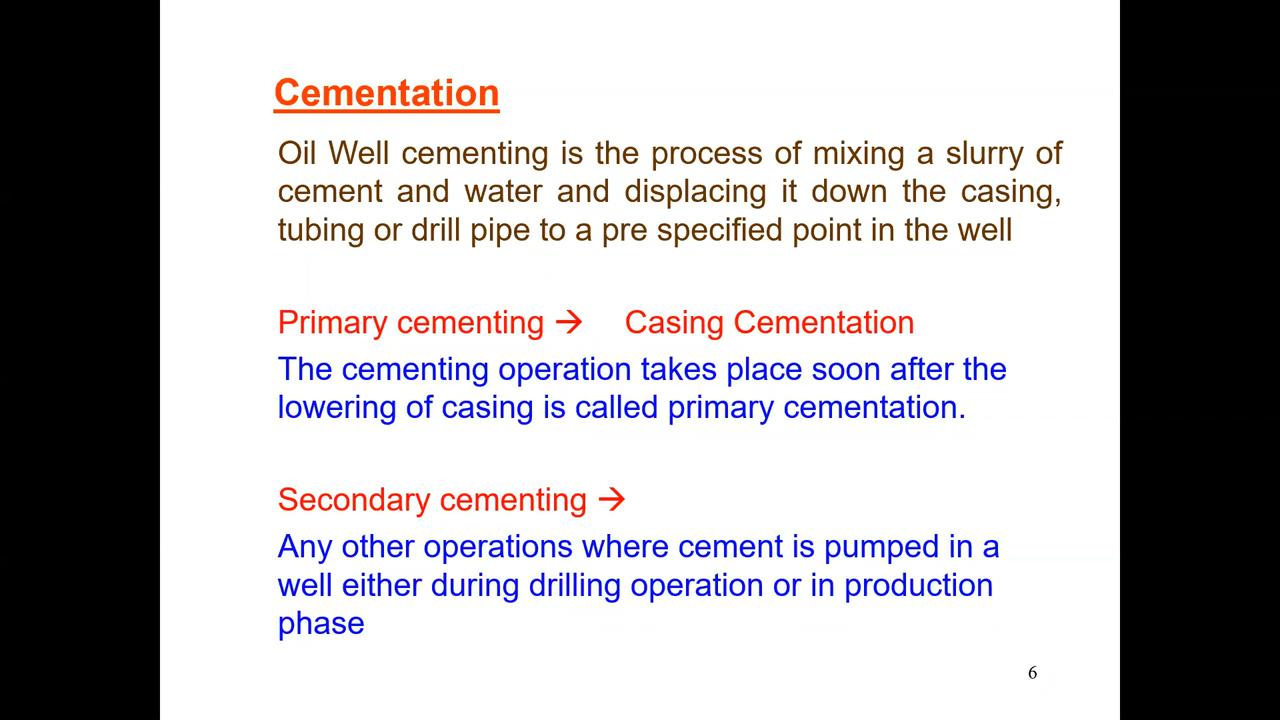 Cementation
Oil Well cementing is the process of mixing a slurry of
cement and water and displacing it down the casing,
tubing or drill pipe to a pre specified point in the well
Primary cementing → Casing Cementation
The cementing operation takes place soon after the
lowering of casing is called primary cementation.
Secondary cementing →
Any other operations where cement is pumped in a
well either during drilling operation or in production
phase
6